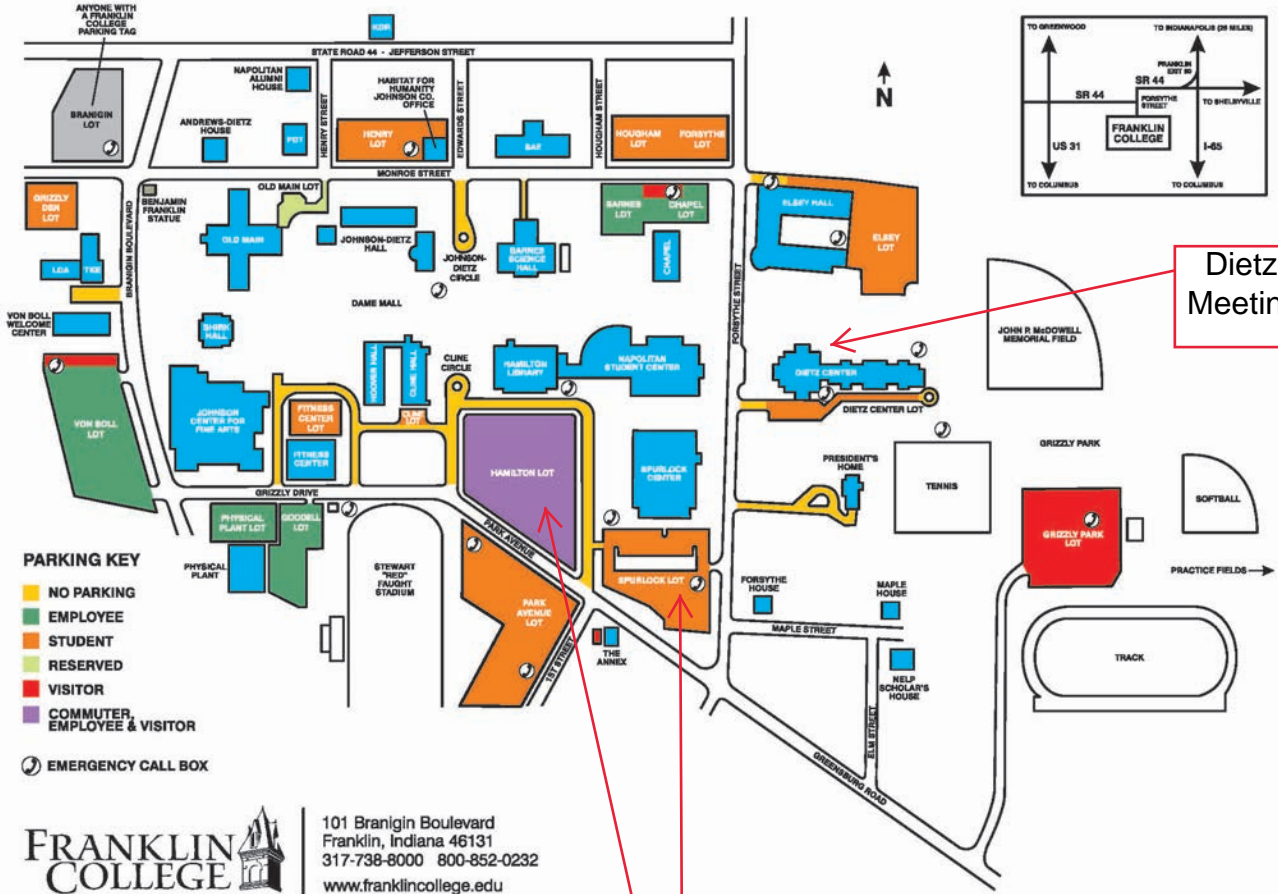 ANYONE WITH
A FRANKLIN
COLLEGE
PARKING TAG
KDR
STATE ROAD 44 - JEFFERSON STREET
BRANIGIN
LOT
NAPOLITAN
ALUMNI
HOUSE
HABITAT FOR
HUMANITY
JOHNSON CO.
OFFICE
ANDREWS-DIETZ
HOUSE
HENRY STREET
HENRY
LOT
EDWARDS STREET
SAE
HOUGHAM STREET
HOUGHAM
LOT
FORSYTHE
LOT
N
TO GREENWOOD
TO INDIANAPOLIS (20 MILES)
FRANKLIN
EXIT 90
SR 44
SR 44
FORSYTHE
STREET
TO SHELBYVILLE
FRANKLIN
COLLEGE
US 31
I-65
TO COLUMBUS
TO COLUMBUS
MONROE STREET
GRIZZLY
DEN
LOT
BENJAMIN
FRANKLIN
STATUE
OLD MAIN LOT
OLD MAIN
JOHNSON-DIETZ
HALL
JOHNSON-
DIETZ
CIRCLE
BARNES
SCIENCE
HALL
BARNES
LOT
CHAPEL
LOT
CHAPEL
ELSEY HALL
ELSEY
LOT
BRANIGIN BOULEVARD
LDA
TKE
DAME MALL
FORSYTHE STREET
Dietz
Meetin
VON BOLL
WELCOME
CENTER
SHIRK
HALL
HOOVER HALL
CLINE HALL
CLINE
CIRCLE
HAMILTON
LIBRARY
NAPOLITAN
STUDENT CENTER
DIETZ CENTER
JOHN P. McDOWELL
MEMORIAL FIELD
VON BOLL
LOT
JOHNSON
CENTER FOR
FINE ARTS
FITNESS
CENTER
LOT
CLINE
LOT
DIETZ CENTER LOT
FITNESS
CENTER
HAMILTON LOT
SPURLOCK
CENTER
PRESIDENT'S
HOME
TENNIS
GRIZZLY PARK
SOFTBALL
GRIZZLY DRIVE
PHYSICAL
PLANT LOT
GOODELL
LOT
PARK AVENUE
GRIZZLY PARK
LOT
PRACTICE FIELDS
PHYSICAL
PLANT
STEWART
"RED"
FAUGHT
STADIUM
PARK
AVENUE
LOT
SPURLOCK LOT
FORSYTHE
HOUSE
MAPLE
HOUSE
MAPLE STREET
1ST STREET
THE
ANNEX
NELP
SCHOLAR'S
HOUSE
TRACK
ELM STREET
GREENSBURG ROAD
PARKING KEY
NO PARKING
EMPLOYEE
STUDENT
RESERVED
VISITOR
COMMUTER,
EMPLOYEE & VISITOR
EMERGENCY CALL BOX
FRANKLIN
COLLEGE
101 Branigin Boulevard
Franklin, Indiana 46131
317-738-8000 800-852-0232
www.franklincollege.edu